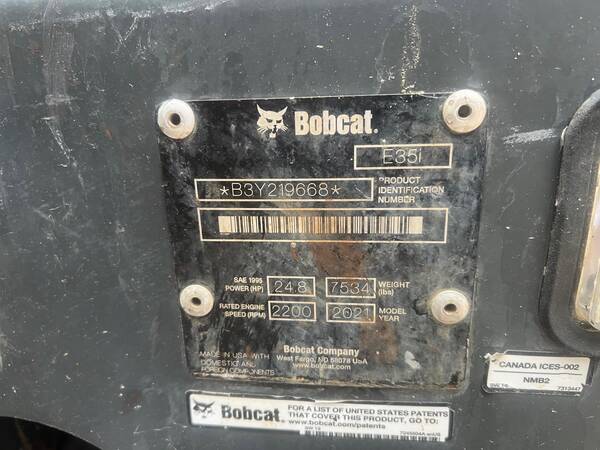 Bobcat.
E35i
*B3Y219668*
PRODUCT
IDENTIFICATION
NUMBER
SAE 1995
POWER (HP)
24.8
7534
WEIGHT
(lbs)
RATED ENGINE
SPEED (RPM)
2200
2021
MODEL
YEAR
MADE IN USA WITH
DOMESTIC AND
FOREIGN COMPONENTS
Bobcat Company
West Fargo, ND 58078 USA
www.bobcat.com
CANADA ICES-002
NMB2
7313447
Bobcat.
FOR A LIST OF UNITED STATES PATENTS
THAT COVER THIS PRODUCT, GO TO:
www.bobcat.com/patents